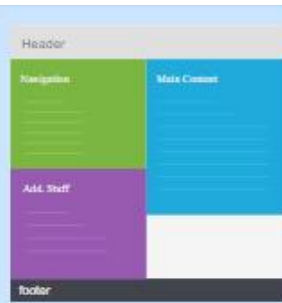 Header
Navigation
Main Content
Add. Stuff
footer